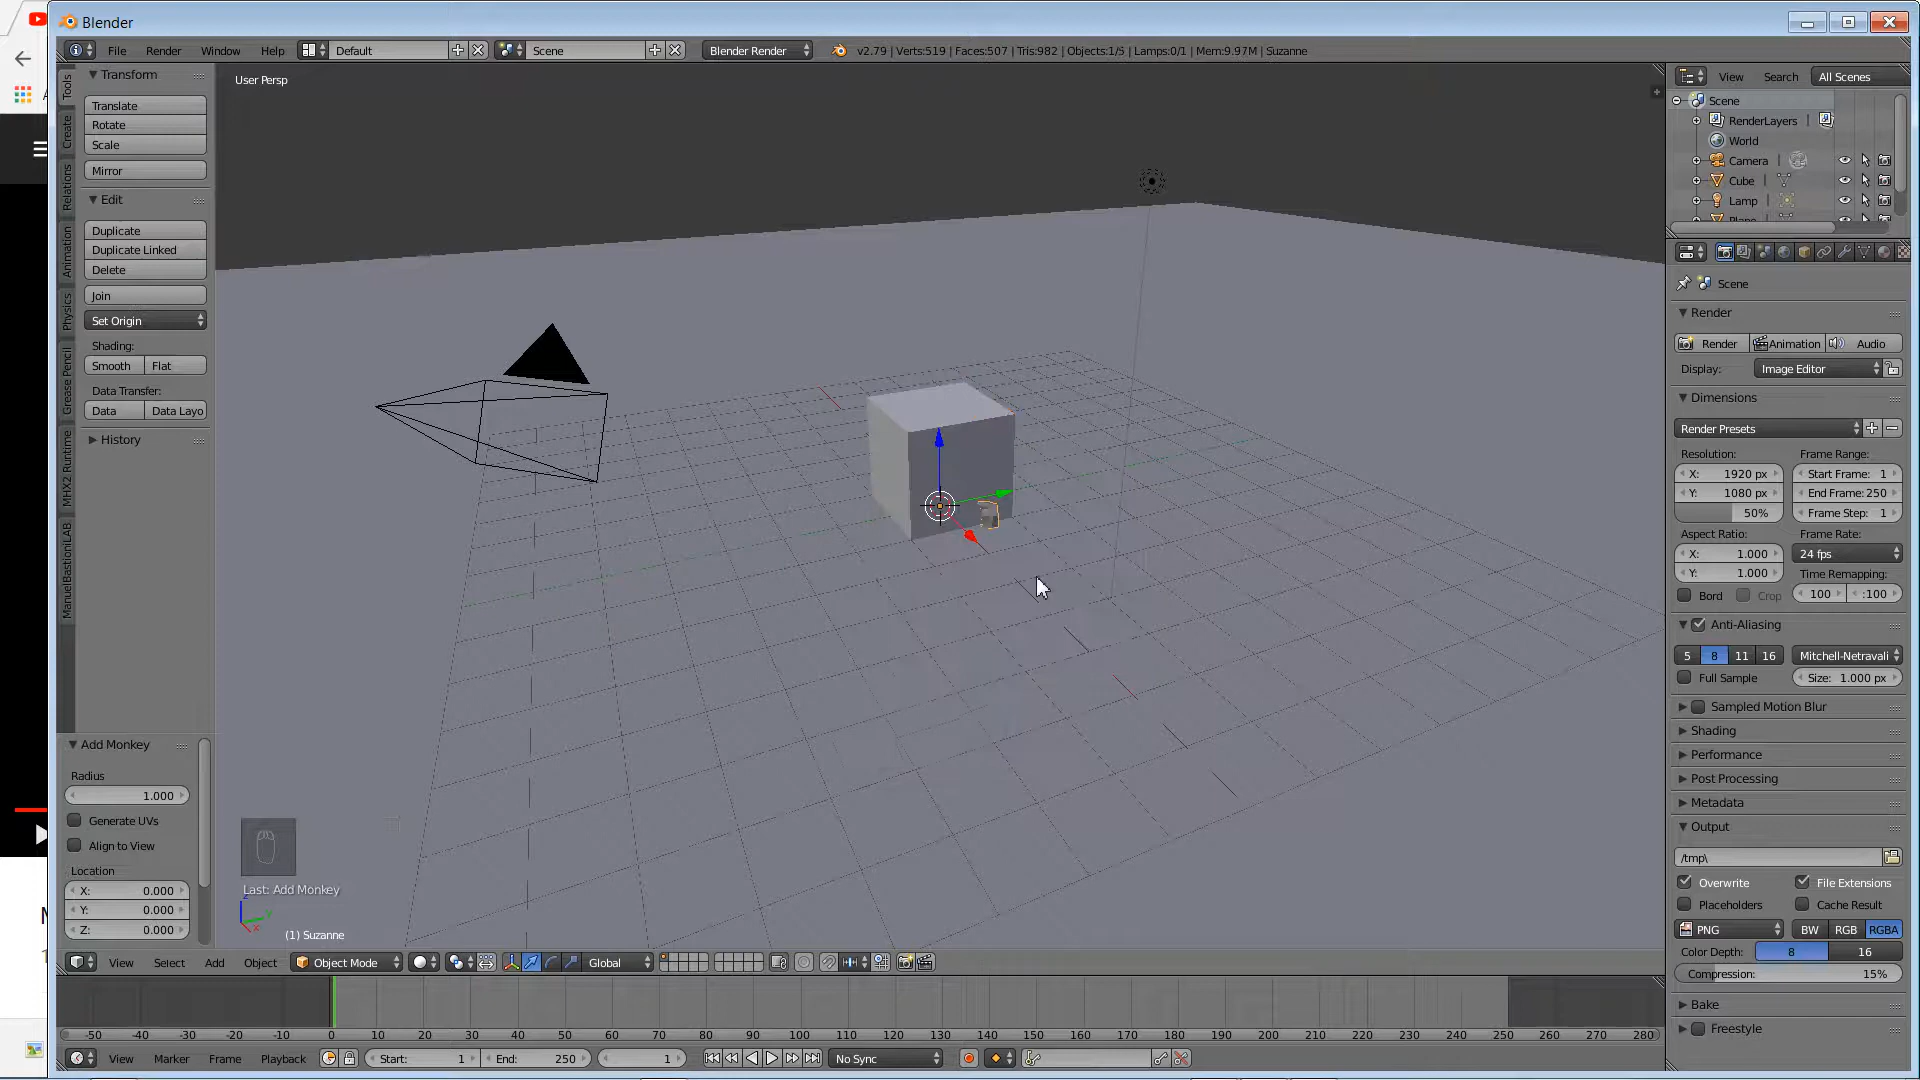 Blender
File Render Window Help Default Scene Blender Render v2.79 | Verts:519 | Faces:507 | Tris:982 | Objects:1/5 | Lamps:0/1 | Mem:9.97M | Suzanne
Tools
Create
Relations
Animation
Physics
Grease Pencil
MHX2 Runtime
ManuelBastioniLAB
Transform
Translate
Rotate
Scale
Mirror
Edit
Duplicate
Duplicate Linked
Delete
Join
Set Origin
Shading:
Smooth Flat
Data Transfer:
Data Data Layo
History
Add Monkey
Radius
1.000
Generate UVs
Align to View
Location
X: 0.000
Y: 0.000
Z: 0.000
User Persp
Last: Add Monkey
(1) Suzanne
View Select Add Object Object Mode Global
-50 -40 -30 -20 -10 0 10 20 30 40 50 60 70 80 90 100 110 120 130 140 150 160 170 180 190 200 210 220 230 240 250 260 270 280
View Marker Frame Playback Start: 1 End: 250 1 No Sync
View Search All Scenes
Scene
RenderLayers
World
Camera
Cube
Lamp
Plane
Scene
Render
Render Animation Audio
Display: Image Editor
Dimensions
Render Presets
Resolution: Frame Range:
X: 1920 px Start Frame: 1
Y: 1080 px End Frame: 250
50% Frame Step: 1
Aspect Ratio: Frame Rate:
X: 1.000 24 fps
Y: 1.000 Time Remapping:
Bord Crop 100 :100
Anti-Aliasing
5 8 11 16 Mitchell-Netravali
Full Sample Size: 1.000 px
Sampled Motion Blur
Shading
Performance
Post Processing
Metadata
Output
/tmp\
Overwrite File Extensions
Placeholders Cache Result
PNG BW RGB RGBA
Color Depth: 8 16
Compression: 15%
Bake
Freestyle